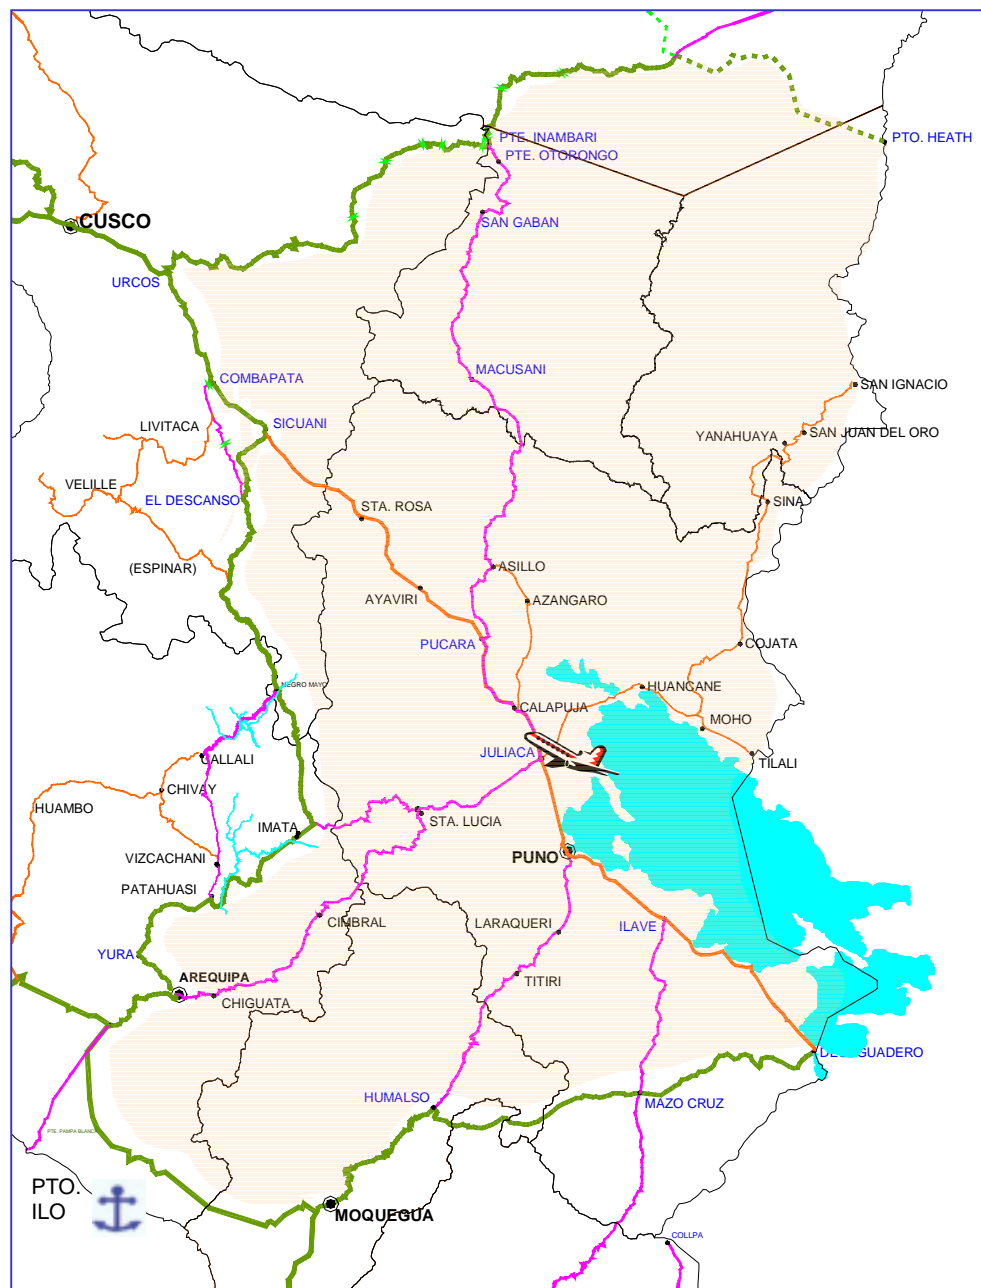 PTE. INAMBARI
PTO. HEATH
PTE. OTORONGO
CUSCO
SAN GABAN
URCOS
MACUSANI
COMBAPATA
SAN IGNACIO
LIVITACA
SICUANI
YANAHUAYA
SAN JUAN DEL ORO
VELILLE
EL DESCANSO
SINA
STA. ROSA
(ESPINAR)
ASILLO
AYAVIRI
AZANGARO
PUCARA
COJATA
NEGRO MAYO
HUANCANE
CALAPUJA
MOHO
JULIACA
CALLALI
TILALI
CHIVAY
HUAMBO
STA. LUCIA
IMATA
VIZCACHANI
PUNO
PATAHUASI
CIMBRAL
LARAQUERI
ILAVE
YURA
AREQUIPA
TITIRI
CHIGUATA
DESAGUADERO
HUMALSO
MAZO CRUZ
PTE. PAMPA BLANCA
PTO.
ILO
MOQUEGUA
COLLPA